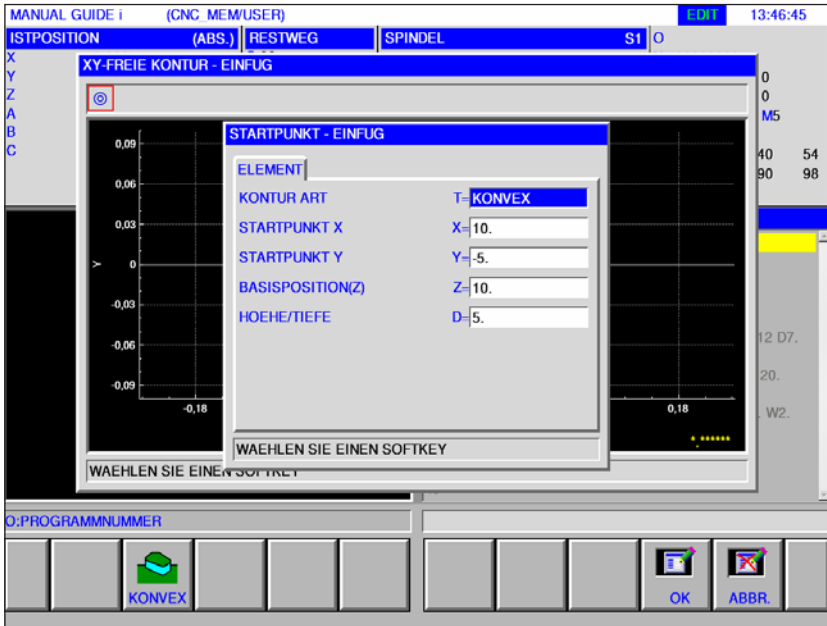 MANUAL GUIDE i (CNC_MEM/USER) EDIT 13:46:45
ISTPOSITION (ABS.) RESTWEG SPINDEL S1 O
X
Y 0
Z 0
A M5
B
C 40 54
90 98
XY-FREIE KONTUR - EINFUG
STARTPUNKT - EINFUG
ELEMENT
KONTUR ART T= KONVEX
STARTPUNKT X X= 10.
STARTPUNKT Y Y= -5.
BASISPOSITION(Z) Z= 10.
HOEHE/TIEFE D= 5.
WAEHLEN SIE EINEN SOFTKEY
0,09
0,06
0,03
Y
0
-0,03
-0,06
-0,09
-0,18 0,18
*.******
12 D7.
20.
. W2.
WAEHLEN SIE EINEN SOFTKEY
O:PROGRAMMNUMMER
KONVEX OK ABBR.